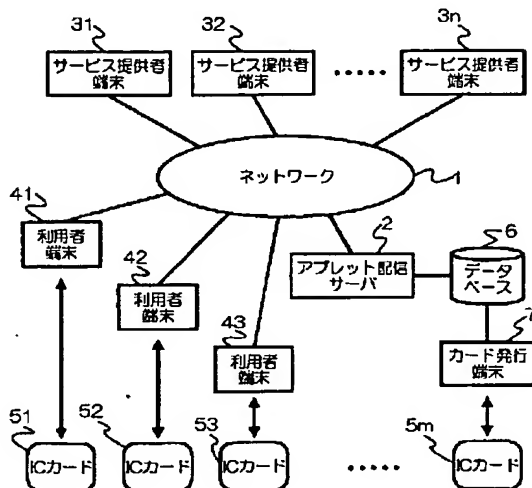 31
32
3n
サービス提供者
端末
サービス提供者
端末
・・・・・
サービス提供者
端末
ネットワーク
1
41
利用者
端末
42
利用者
端末
43
利用者
端末
2
アプレット配信
サーバ
6
データ
ベース
7
カード発行
端末
51
ICカード
52
ICカード
53
ICカード
・・・・・
5m
ICカード